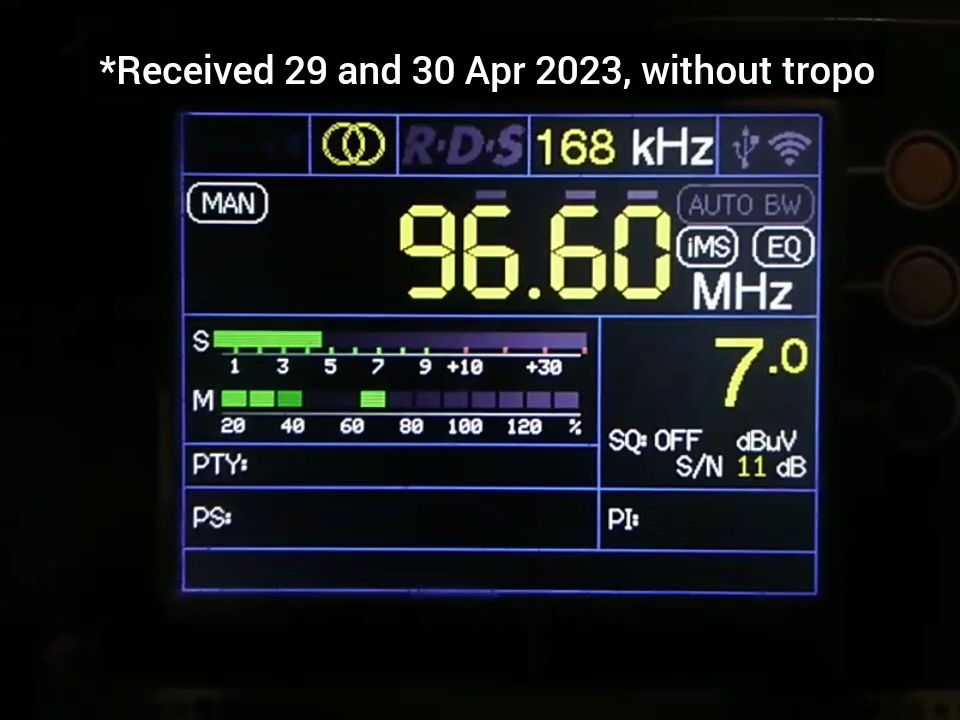 *Received 29 and 30 Apr 2023, without tropo
R·D·S 168 kHz
MAN 96.60 AUTO BW
iMS EQ
MHz
S
1 3 5 7 9 +10 +30
7.0
M
20 40 60 80 100 120 %
SQ: OFF dBuV
S/N 11 dB
PTY:
PS: PI: